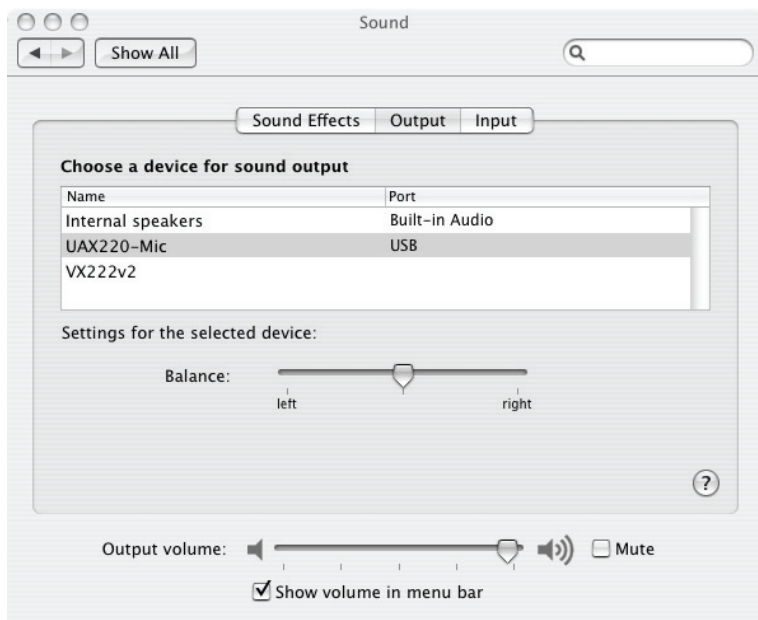 Sound
Show All
Sound Effects Output Input
Choose a device for sound output
Name Port
Internal speakers Built-in Audio
UAX220-Mic USB
VX222v2
Settings for the selected device:
Balance:
left right
?
Output volume: Mute
Show volume in menu bar